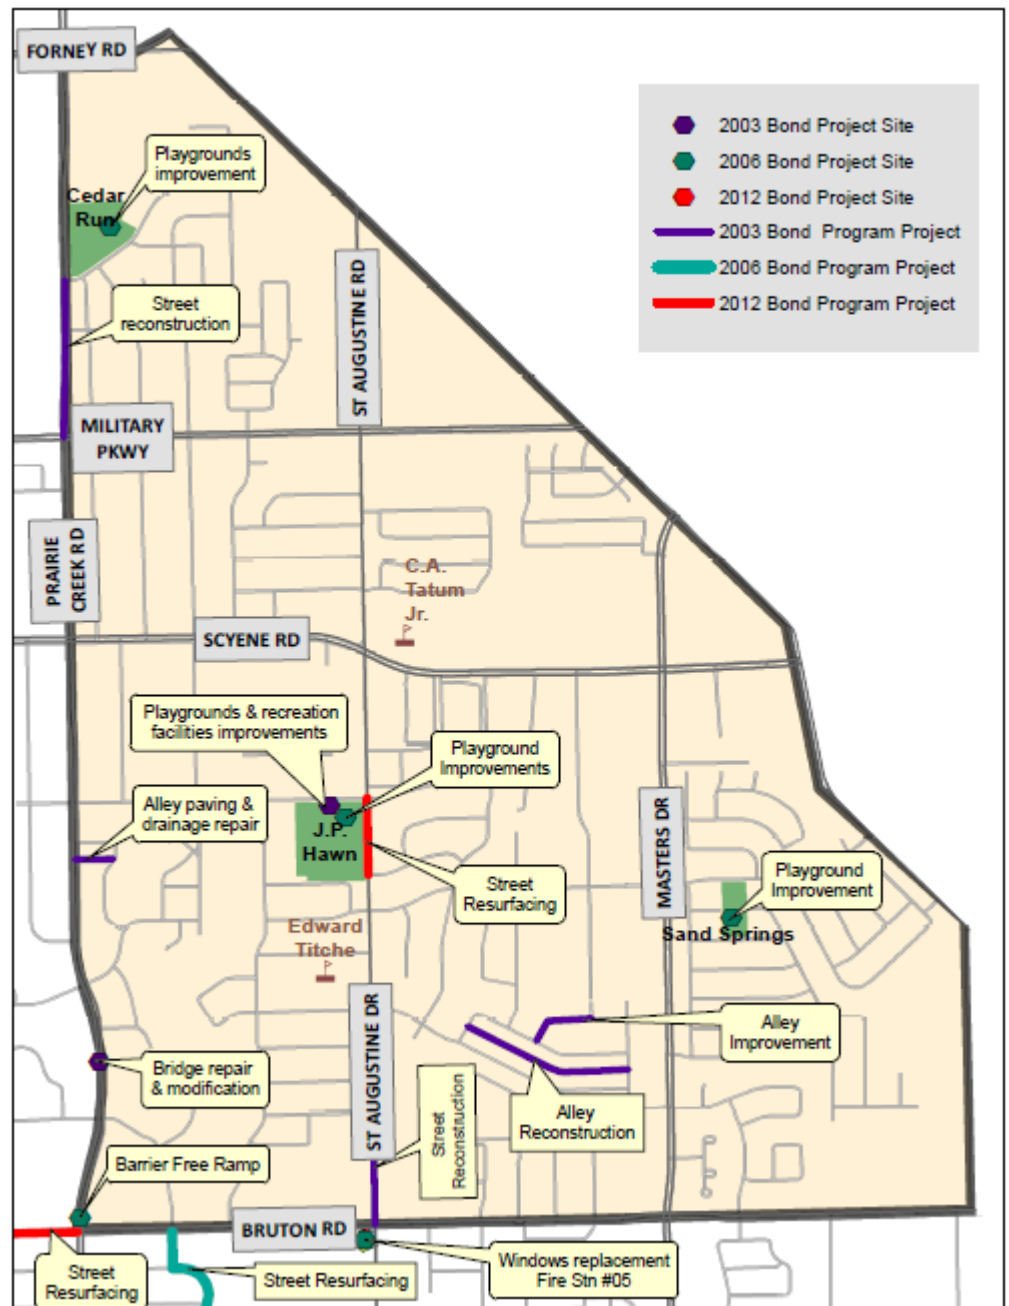 FORNEY RD
2003 Bond Project Site
2006 Bond Project Site
2012 Bond Project Site
2003 Bond  Program Project
2006 Bond Program Project
2012 Bond Program Project
Playgrounds
improvement
Cedar
Run
Street
reconstruction
ST AUGUSTINE RD
MILITARY
PKWY
PRAIRIE
CREEK RD
C.A.
Tatum
Jr.
SCYENE RD
Playgrounds & recreation
facilities improvements
Playground
Improvements
Alley paving &
drainage repair
J.P.
Hawn
Street
Resurfacing
MASTERS DR
Playground
Improvement
Sand Springs
Edward
Titche
ST AUGUSTINE DR
Alley
Improvement
Bridge repair
& modification
Street
Reconstruction
Alley
Reconstruction
Barrier Free Ramp
BRUTON RD
Windows replacement
Fire Stn #05
Street
Resurfacing
Street Resurfacing